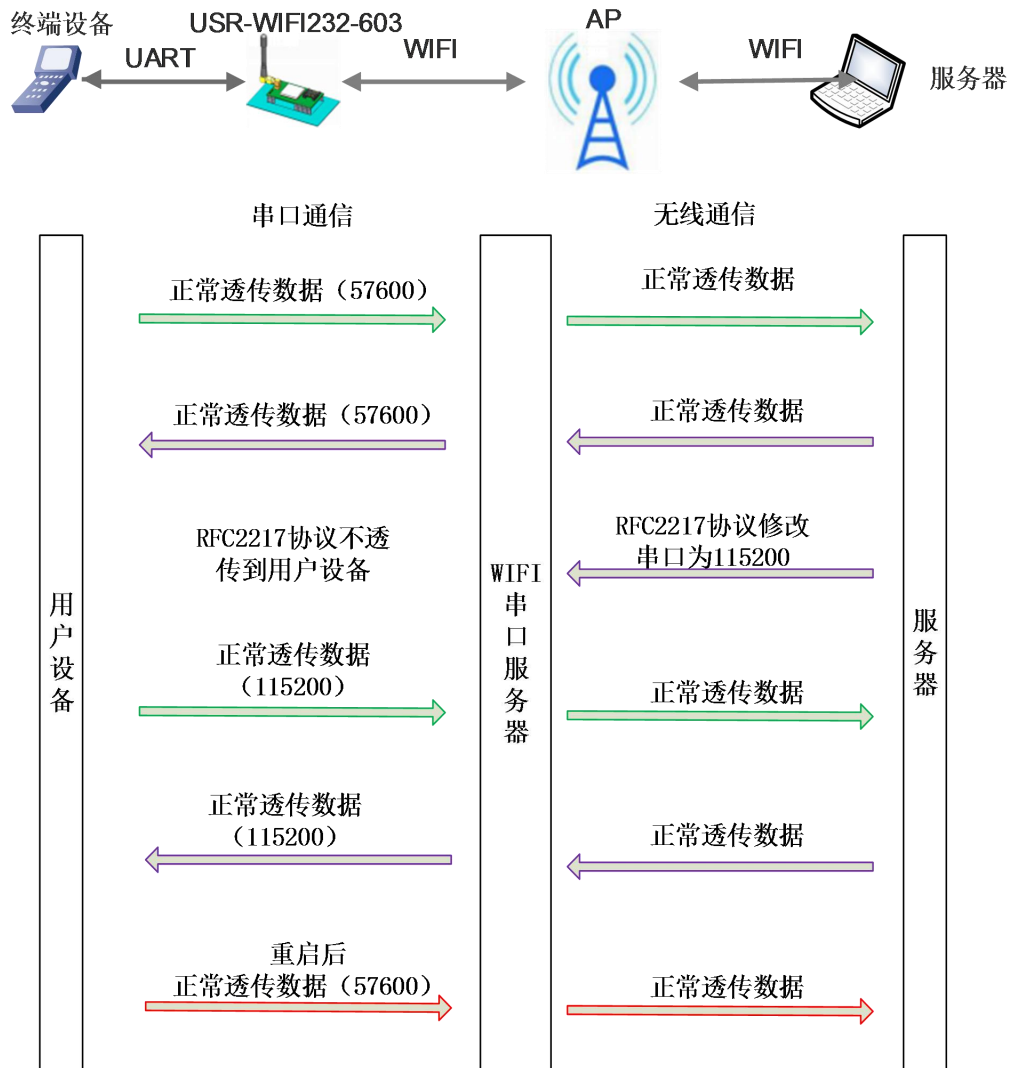 终端设备
USR-WIFI232-603
AP
UART
WIFI
WIFI
服务器
串口通信
无线通信
正常透传数据（57600）
正常透传数据
正常透传数据（57600）
正常透传数据
RFC2217协议不透
传到用户设备
RFC2217协议修改
串口为115200
用户设备
WIFI串口服务器
服务器
正常透传数据
（115200）
正常透传数据
正常透传数据
（115200）
正常透传数据
重启后
正常透传数据（57600）
正常透传数据